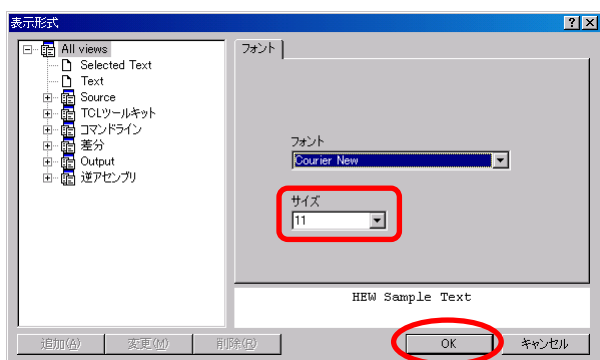 表示形式
All views
Selected Text
Text
Source
TCLツールキット
コマンドライン
差分
Output
逆アセンブリ
フォント
フォント
Courier New
サイズ
11
HEW Sample Text
追加(A) 変更(M) 削除(R) OK キャンセル